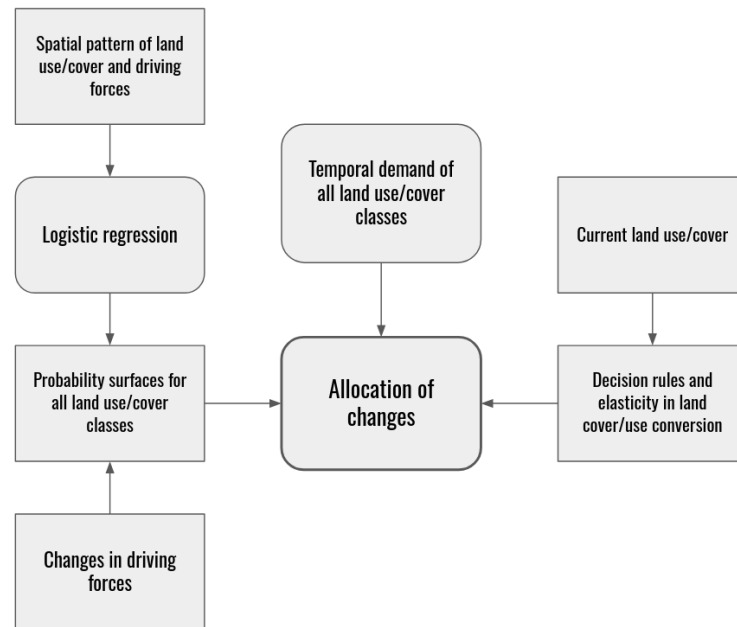 Spatial pattern of land
use/cover and driving
forces
Logistic regression
Probability surfaces for
all land use/cover
classes
Changes in driving
forces
Temporal demand of
all land use/cover
classes
Allocation of
changes
Current land use/cover
Decision rules and
elasticity in land
cover/use conversion